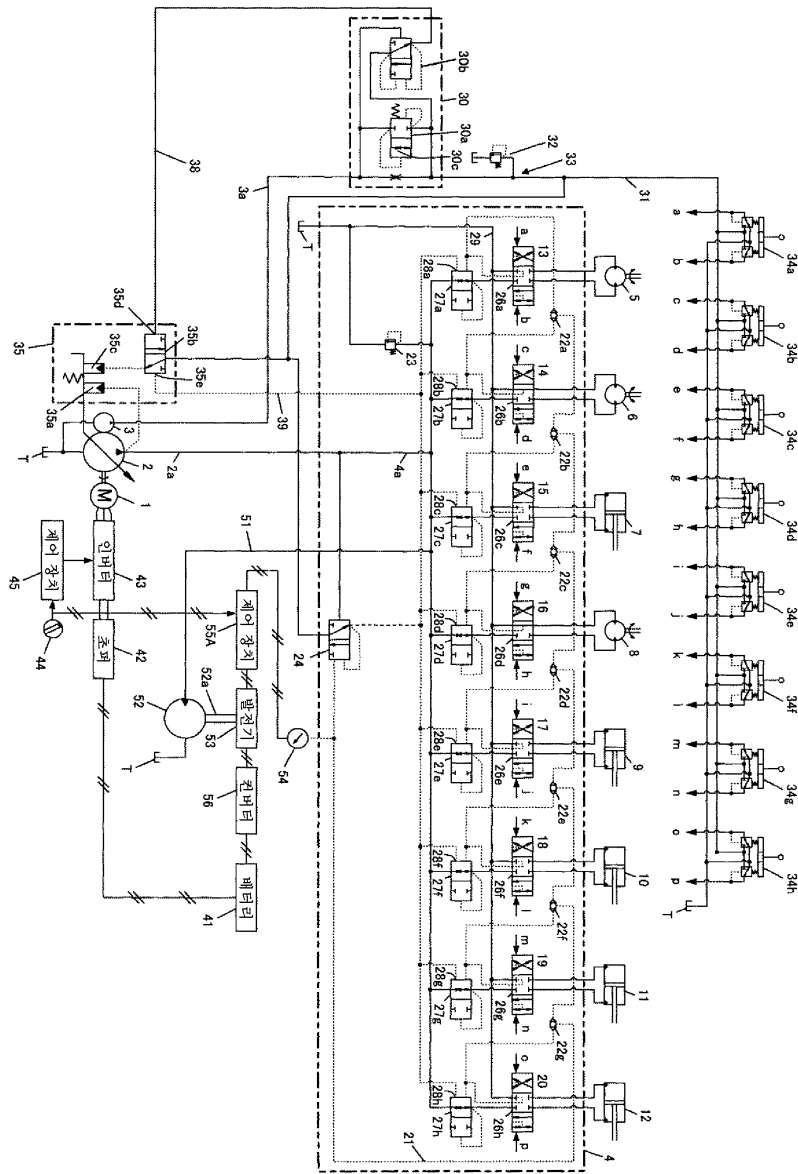 34a
34b
34c
34d
34e
34f
34g
34h
a
b
c
d
e
f
g
h
i
j
k
l
m
n
o
p
T
31
33
32
30
30a
30b
30c
38
3a
5
6
7
8
9
10
11
12
4
13
a
b
26a
22a
14
c
d
26b
22b
15
e
f
26c
22c
16
g
h
26d
22d
17
i
j
26e
22e
18
k
l
26f
22f
19
m
n
26g
22g
20
o
p
26h
29
T
28a
27a
28b
27b
28c
27c
28d
27d
28e
27e
28f
27f
28g
27g
28h
27h
23
21
24
4a
2a
39
35
35a
35b
35c
35d
35e
3
2
T
1
M
51
인버터
43
제어 장치
45
44
초퍼
42
제어 장치
55A
52
52a
T
발전기
53
54
컨버터
56
배터리
41